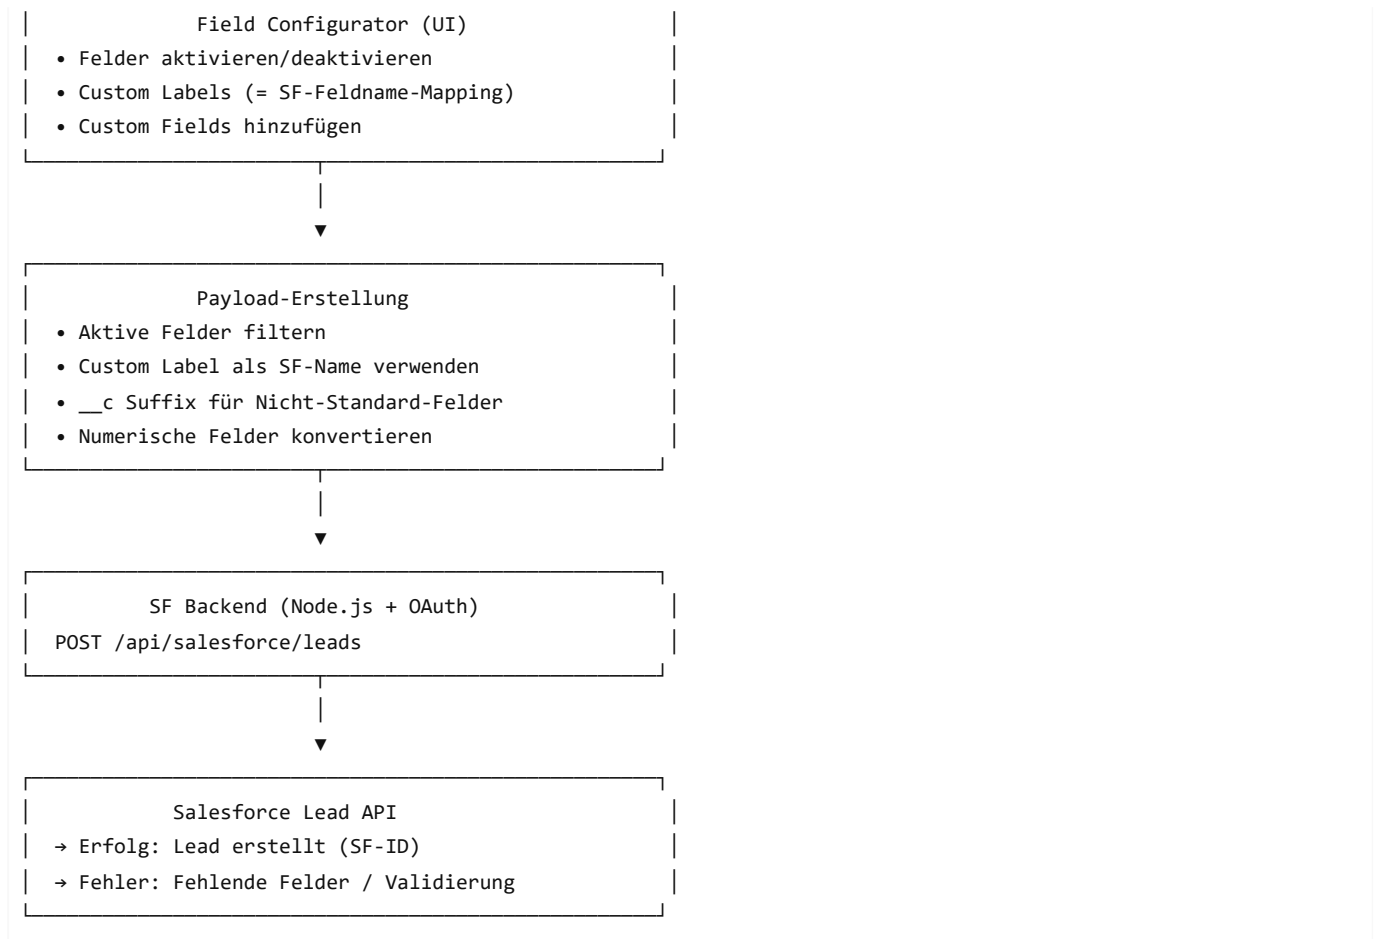 Field Configurator (UI)
• Felder aktivieren/deaktivieren
• Custom Labels (= SF-Feldname-Mapping)
• Custom Fields hinzufügen
▼
Payload-Erstellung
• Aktive Felder filtern
• Custom Label als SF-Name verwenden
• __c Suffix für Nicht-Standard-Felder
• Numerische Felder konvertieren
▼
SF Backend (Node.js + OAuth)
POST /api/salesforce/leads
▼
Salesforce Lead API
→ Erfolg: Lead erstellt (SF-ID)
→ Fehler: Fehlende Felder / Validierung